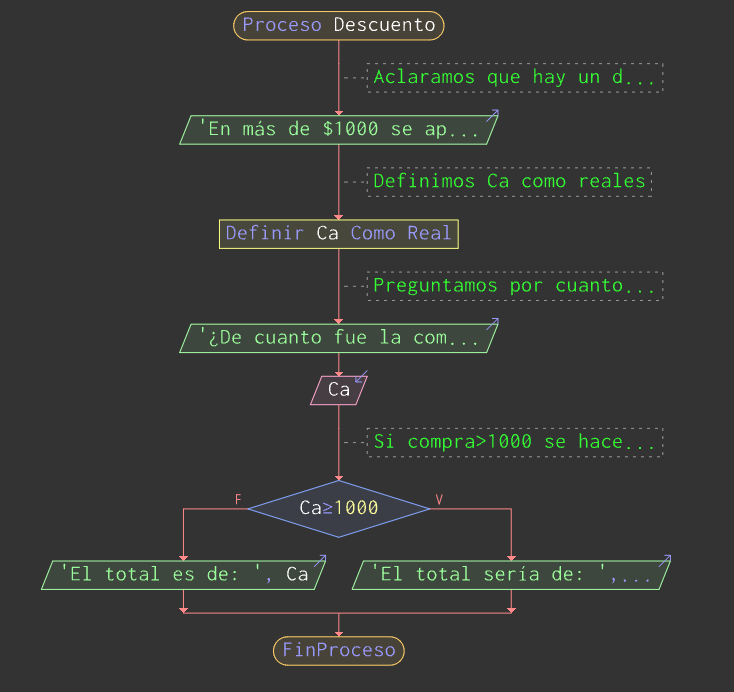 Proceso Descuento
Aclaramos que hay un d...
'En más de $1000 se ap...
Definimos Ca como reales
Definir Ca Como Real
Preguntamos por cuanto...
'¿De cuanto fue la com...
Ca
Si compra>1000 se hace...
F
V
Ca≥1000
'El total es de: ', Ca
'El total sería de: ',...
FinProceso